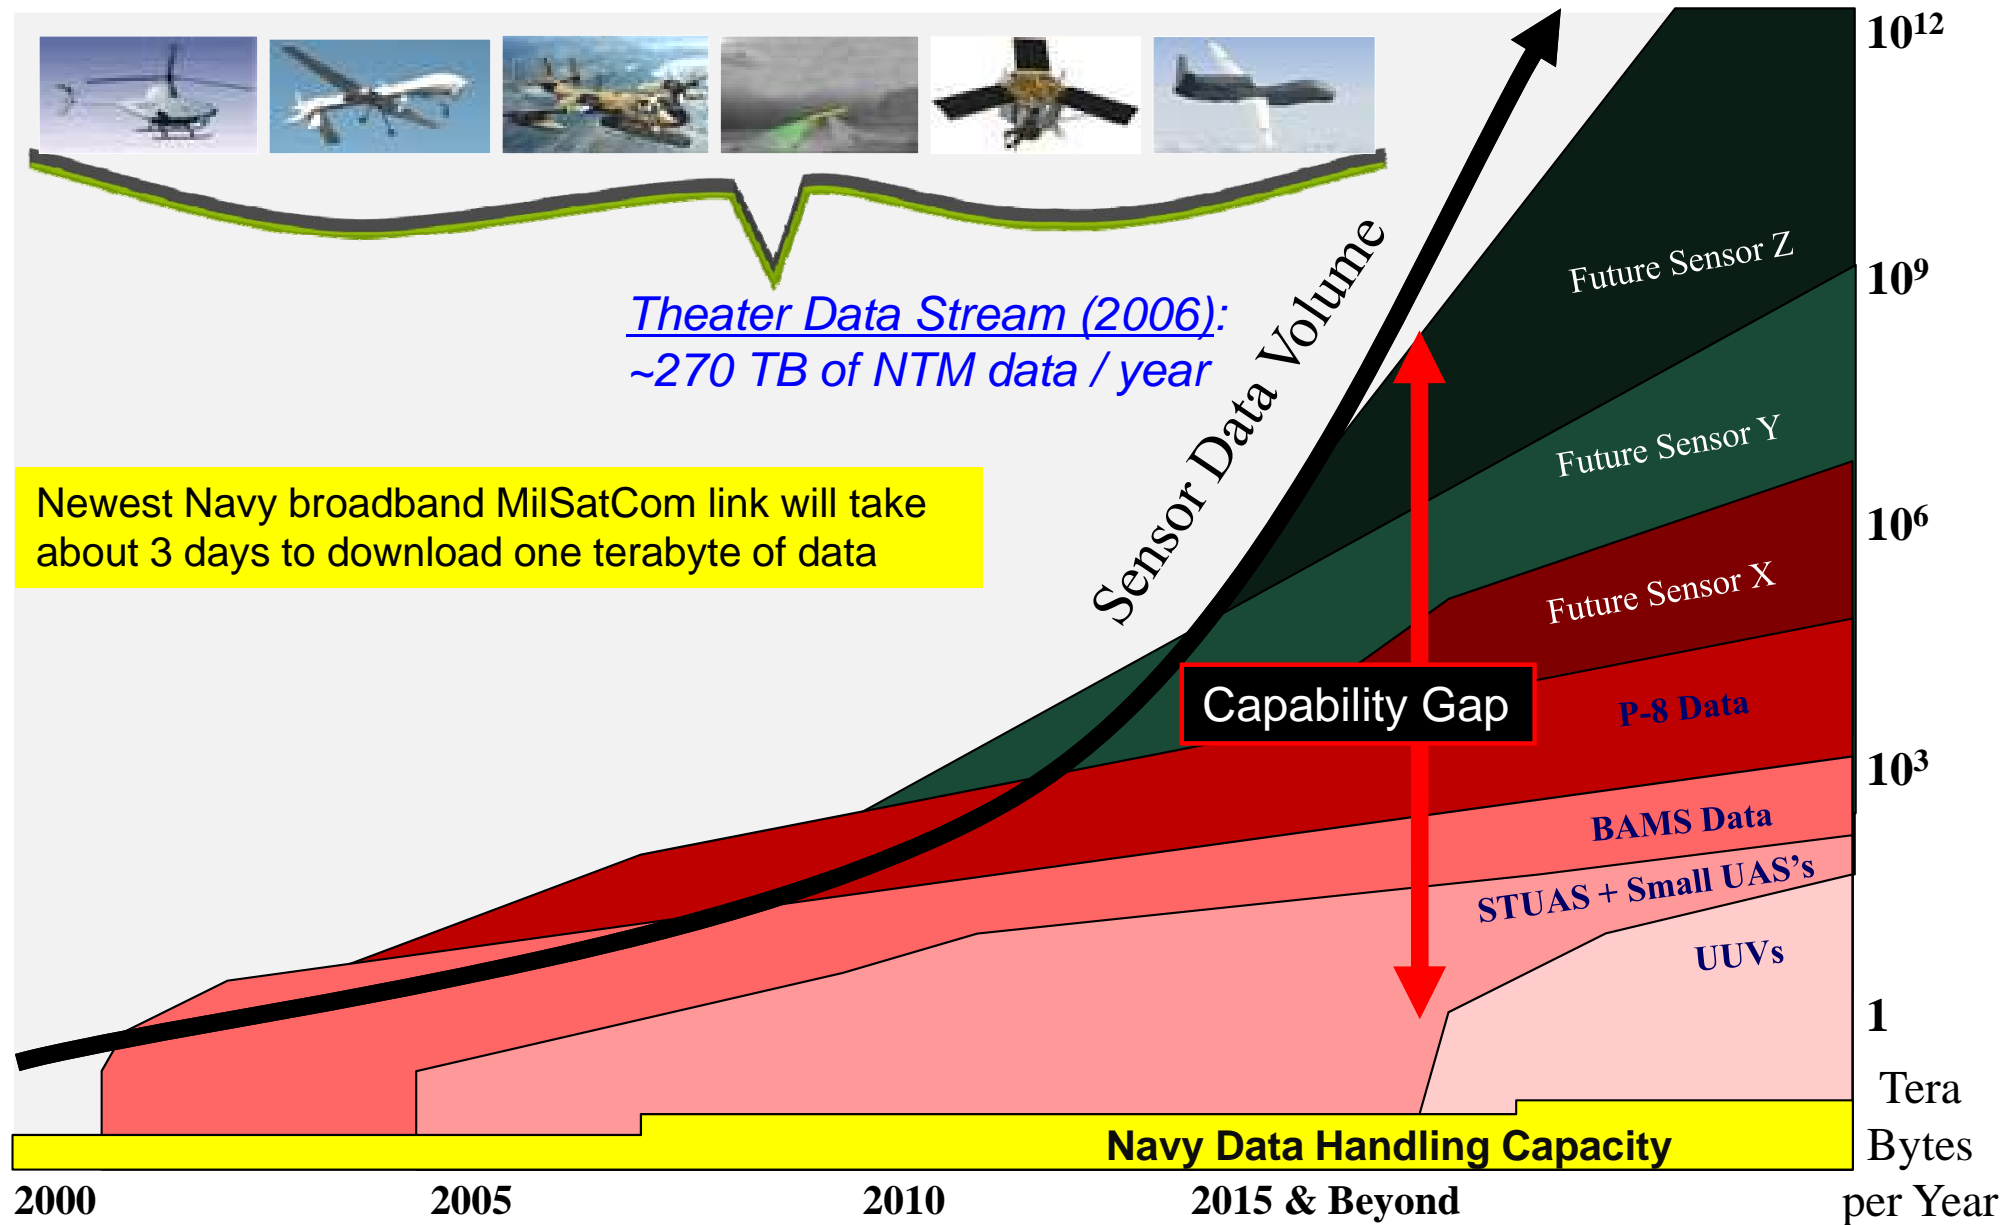 10¹²
Theater Data Stream (2006):
~270 TB of NTM data / year
Newest Navy broadband MilSatCom link will take
about 3 days to download one terabyte of data
Sensor Data Volume
Future Sensor Z
10⁹
Future Sensor Y
10⁶
Future Sensor X
Capability Gap
P-8 Data
10³
BAMS Data
STUAS + Small UAS’s
UUVs
1
Tera
Bytes
per Year
Navy Data Handling Capacity
2000
2005
2010
2015 & Beyond